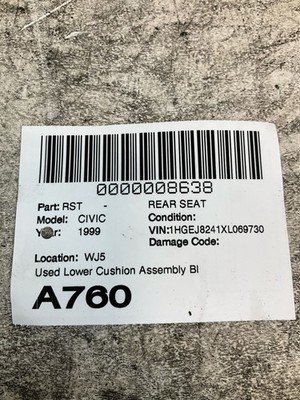 0000008638
Part: RST - REAR SEAT
Model: CIVIC Condition:
Year: 1999 VIN:1HGEJ8241XL069730
Damage Code:
Location: WJ5
Used Lower Cushion Assembly Bl
A760